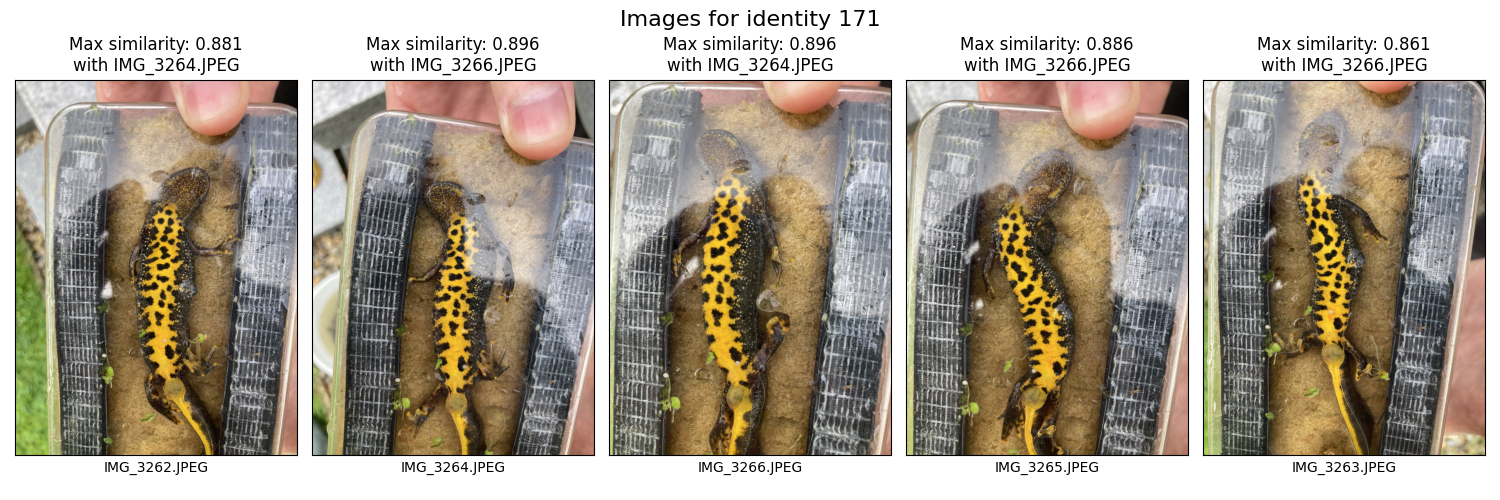 Images for identity 171
Max similarity: 0.881
with IMG_3264.JPEG
Max similarity: 0.896
with IMG_3266.JPEG
Max similarity: 0.896
with IMG_3264.JPEG
Max similarity: 0.886
with IMG_3266.JPEG
Max similarity: 0.861
with IMG_3266.JPEG
IMG_3262.JPEG
IMG_3264.JPEG
IMG_3266.JPEG
IMG_3265.JPEG
IMG_3263.JPEG